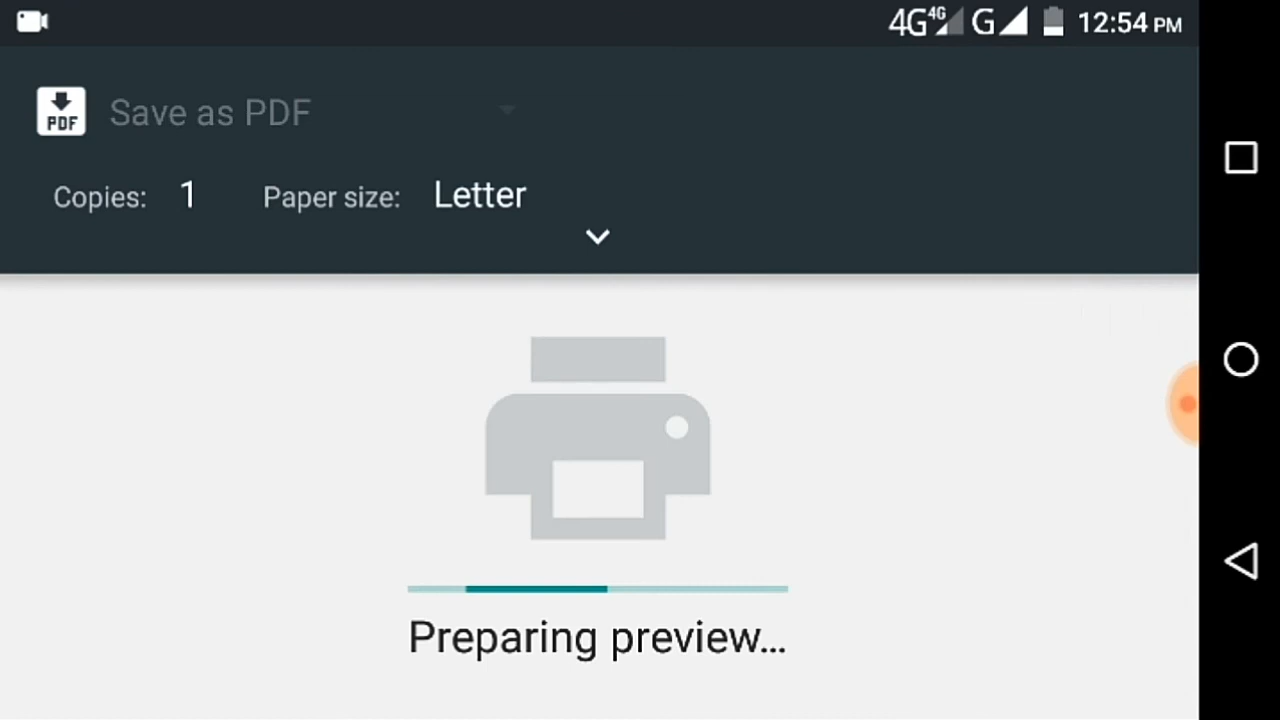 4G 4G G 12:54 PM
PDF Save as PDF
Copies: 1 Paper size: Letter
Preparing preview...